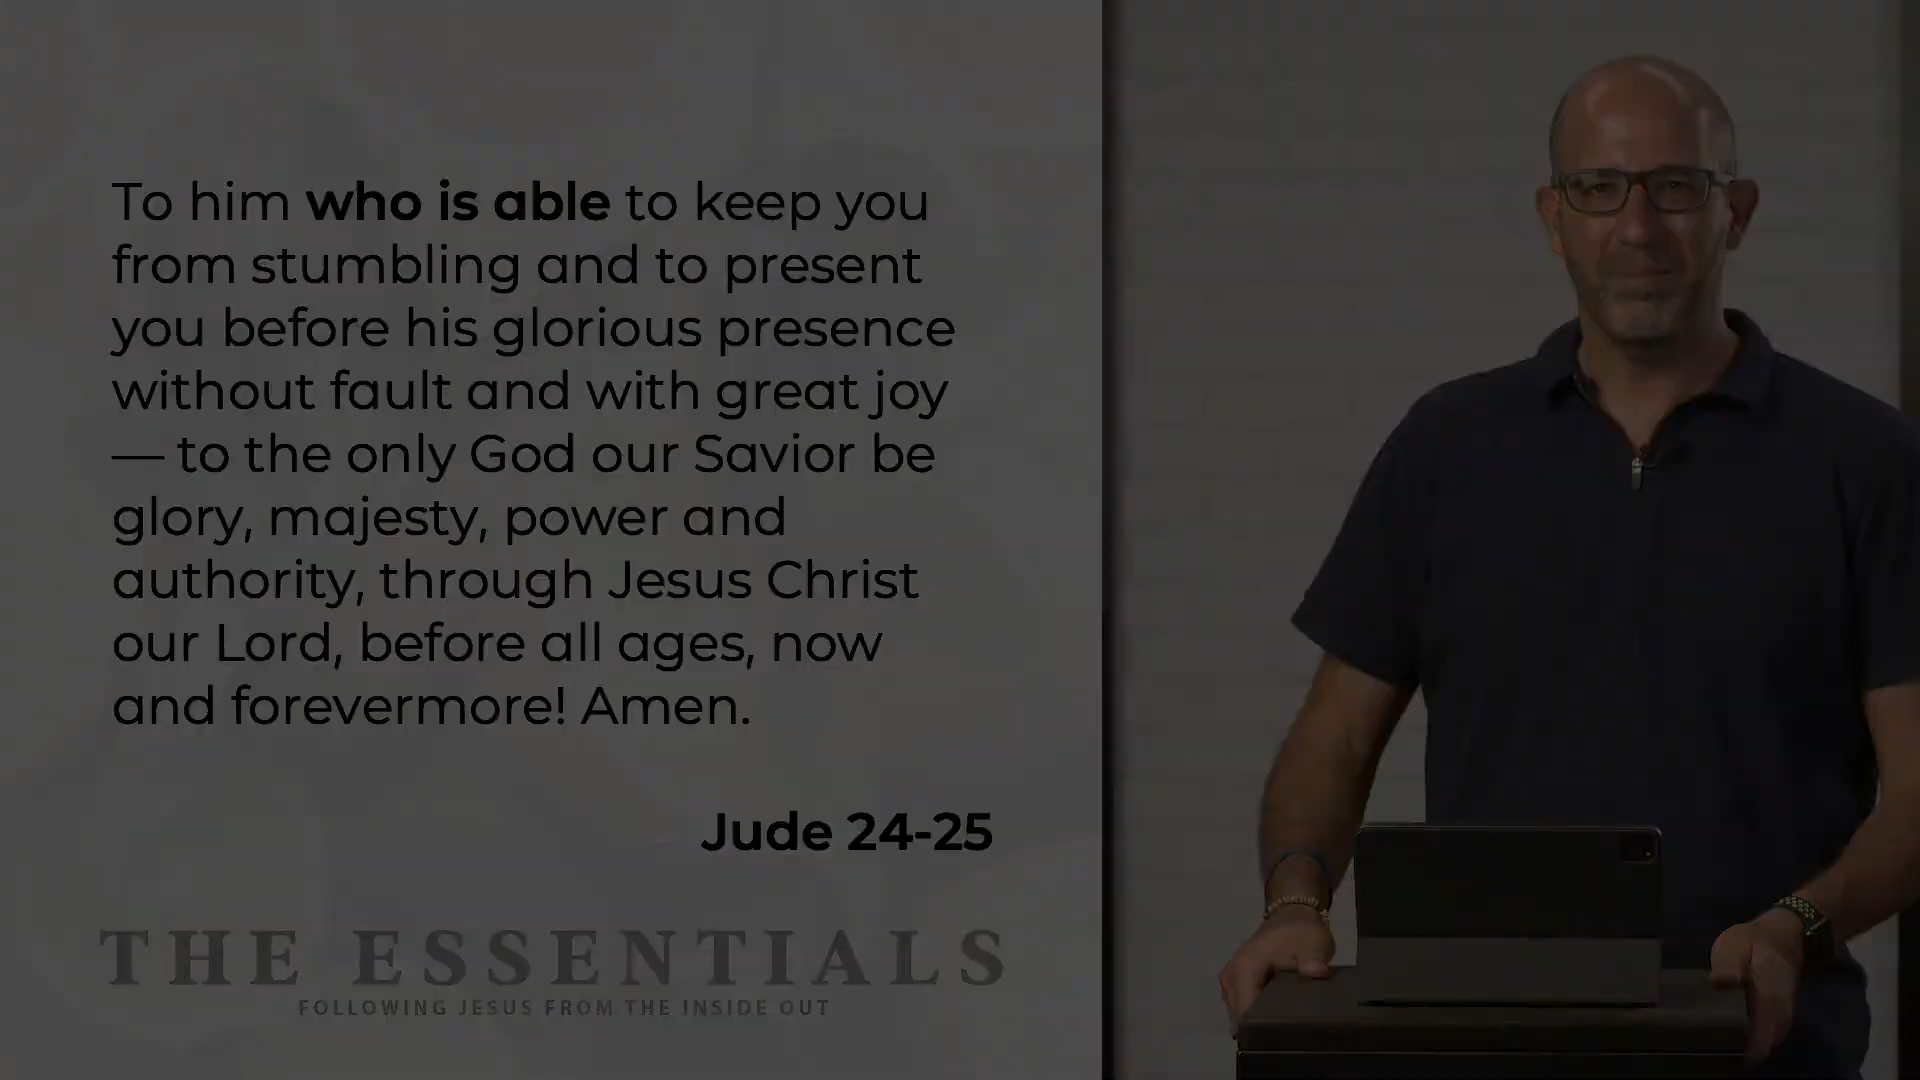 To him who is able to keep you
from stumbling and to present
you before his glorious presence
without fault and with great joy
— to the only God our Savior be
glory, majesty, power and
authority, through Jesus Christ
our Lord, before all ages, now
and forevermore! Amen.
Jude 24-25
THE ESSENTIALS
FOLLOWING JESUS FROM THE INSIDE OUT